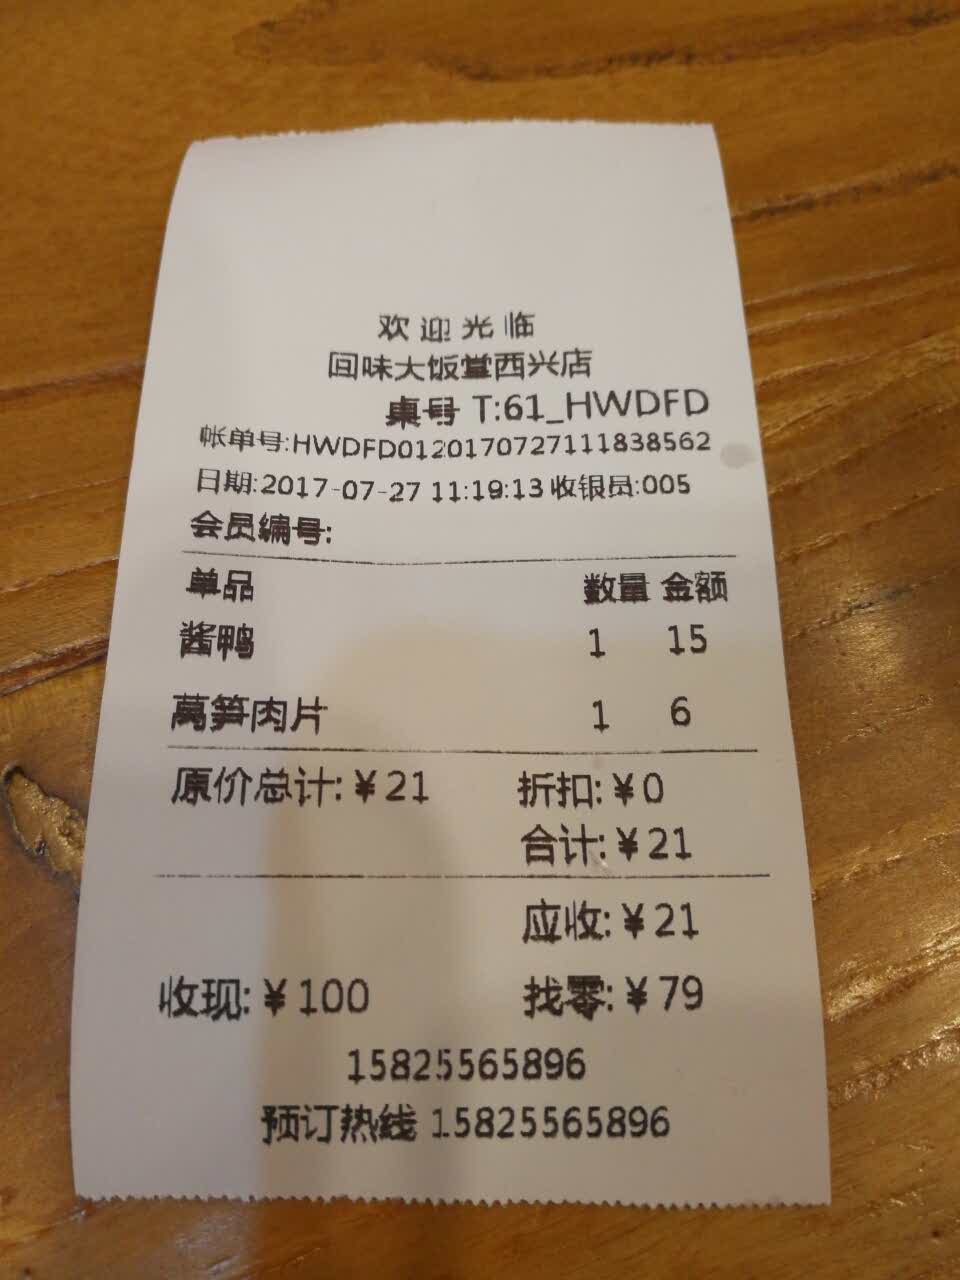 欢迎光临
回味大饭堂西兴店
桌号 T:61_HWDFD
帐单号:HWDFD0120170727111838562
日期:2017-07-27 11:19:13 收银员:005
会员编号:
单品 数量 金额
酱鸭 1 15
莴笋肉片 1 6
原价总计:¥21 折扣:¥0
合计:¥21
应收:¥21
收现:¥100 找零:¥79
15825565896
预订热线 15825565896